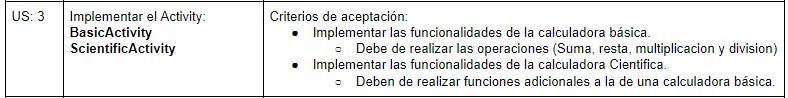 US: 3
Implementar el Activity:
BasicActivity
ScientificActivity
Criterios de aceptación:
● Implementar las funcionalidades de la calculadora básica.
○ Debe de realizar las operaciones (Suma, resta, multiplicacion y division)
● Implementar las funcionalidades de la calculadora Cientifica.
○ Deben de realizar funciones adicionales a la de una calculadora básica.